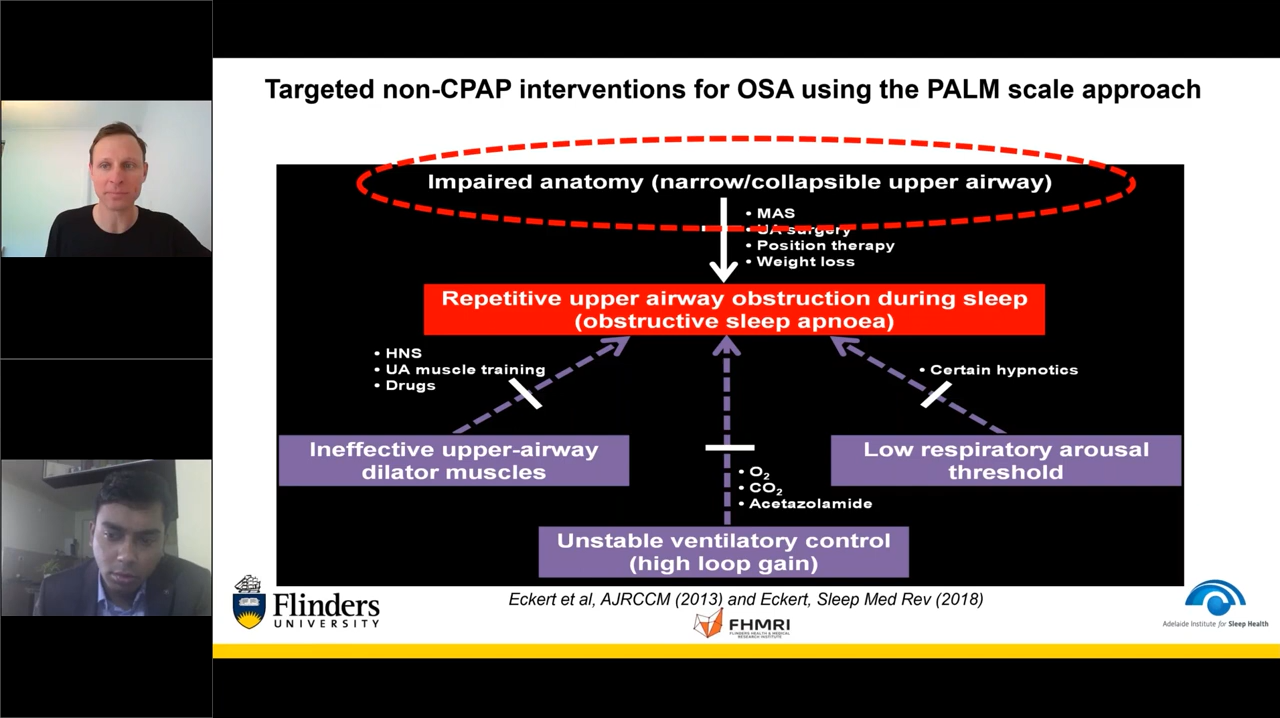 Targeted non-CPAP interventions for OSA using the PALM scale approach
Impaired anatomy (narrow/collapsible upper airway)
• MAS
• UA surgery
• Position therapy
• Weight loss
Repetitive upper airway obstruction during sleep
(obstructive sleep apnoea)
• HNS
• UA muscle training
• Drugs
• Certain hypnotics
Ineffective upper-airway
dilator muscles
Low respiratory arousal
threshold
• O₂
• CO₂
• Acetazolamide
Unstable ventilatory control
(high loop gain)
Eckert et al, AJRCCM (2013) and Eckert, Sleep Med Rev (2018)
Flinders
UNIVERSITY
FHMRI
FLINDERS HEALTH & MEDICAL
RESEARCH INSTITUTE
Adelaide Institute for Sleep Health